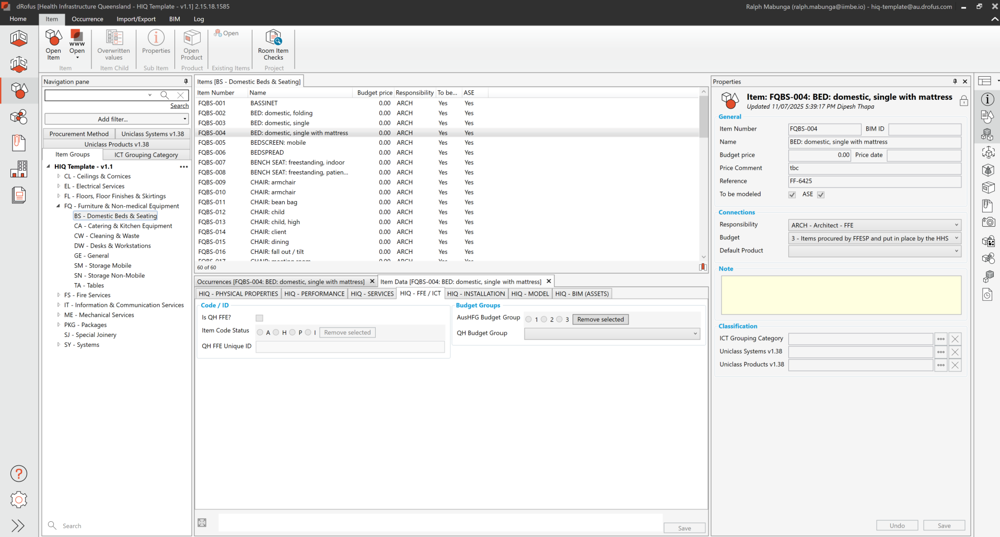 dRofus [Health Infrastructure Queensland - HIQ Template - v1.1] 2.15.18.1585
Ralph Mabunga (ralph.mabunga@iimbe.io) - hiq-template@au.drofus.com
Home Item Occurrence Import/Export BIM Log
Open Item
www Open
Overwritten values
Properties
Open Product
Open
Room Item Checks
Item Item Child Sub Item Product Existing Items Project
Navigation pane
Search
Add filter...
Procurement Method Uniclass Systems v1.38
Uniclass Products v1.38
Item Groups ICT Grouping Category
HIQ Template - v1.1
CL - Ceilings & Cornices
EL - Electrical Services
FL - Floors, Floor Finishes & Skirtings
FQ - Furniture & Non-medical Equipment
BS - Domestic Beds & Seating
CA - Catering & Kitchen Equipment
CW - Cleaning & Waste
DW - Desks & Workstations
GE - General
SM - Storage Mobile
SN - Storage Non-Mobile
TA - Tables
FS - Fire Services
IT - Information & Communication Services
ME - Mechanical Services
PKG - Packages
SJ - Special Joinery
SY - Systems
Search
Items [BS - Domestic Beds & Seating]
Item Number Name Budget price Responsibility To be... ASE
FQBS-001 BASSINET 0.00 ARCH Yes Yes
FQBS-002 BED: domestic, folding 0.00 ARCH Yes Yes
FQBS-003 BED: domestic, single 0.00 ARCH Yes Yes
FQBS-004 BED: domestic, single with mattress 0.00 ARCH Yes Yes
FQBS-005 BEDSCREEN: mobile 0.00 ARCH Yes Yes
FQBS-006 BEDSPREAD 0.00 ARCH Yes Yes
FQBS-007 BENCH SEAT: freestanding, indoor 0.00 ARCH Yes Yes
FQBS-008 BENCH SEAT: freestanding, patien... 0.00 ARCH Yes Yes
FQBS-009 CHAIR: armchair 0.00 ARCH Yes Yes
FQBS-010 CHAIR: armchair 0.00 ARCH Yes Yes
FQBS-011 CHAIR: bean bag 0.00 ARCH Yes Yes
FQBS-012 CHAIR: child 0.00 ARCH Yes Yes
FQBS-013 CHAIR: child, high 0.00 ARCH Yes Yes
FQBS-014 CHAIR: client 0.00 ARCH Yes Yes
FQBS-015 CHAIR: dining 0.00 ARCH Yes Yes
FQBS-016 CHAIR: fall out / tilt 0.00 ARCH Yes Yes
FQBS-017 CHAIR: meeting room 0.00 ARCH Yes Yes
60 of 60
Occurrences [FQBS-004: BED: domestic, single with mattress] Item Data [FQBS-004: BED: domestic, single with mattress]
HIQ - PHYSICAL PROPERTIES HIQ - PERFORMANCE HIQ - SERVICES HIQ - FFE / ICT HIQ - INSTALLATION HIQ - MODEL HIQ - BIM (ASSETS)
Code / ID
Is QH FFE?
Item Code Status A H P I Remove selected
QH FFE Unique ID
Budget Groups
AusHFG Budget Group 1 2 3 Remove selected
QH Budget Group
Save
Properties
Item: FQBS-004: BED: domestic, single with mattress
Updated 11/07/2025 5:39:17 PM Dipesh Thapa
General
Item Number FQBS-004 BIM ID
Name BED: domestic, single with mattress
Budget price 0.00 Price date
Price Comment tbc
Reference FF-6425
To be modeled ASE
Connections
Responsibility ARCH - Architect - FFE
Budget 3 - Items procured by FFESP and put in place by the HHS
Default Product
Note
Classification
ICT Grouping Category
Uniclass Systems v1.38
Uniclass Products v1.38
Undo Save